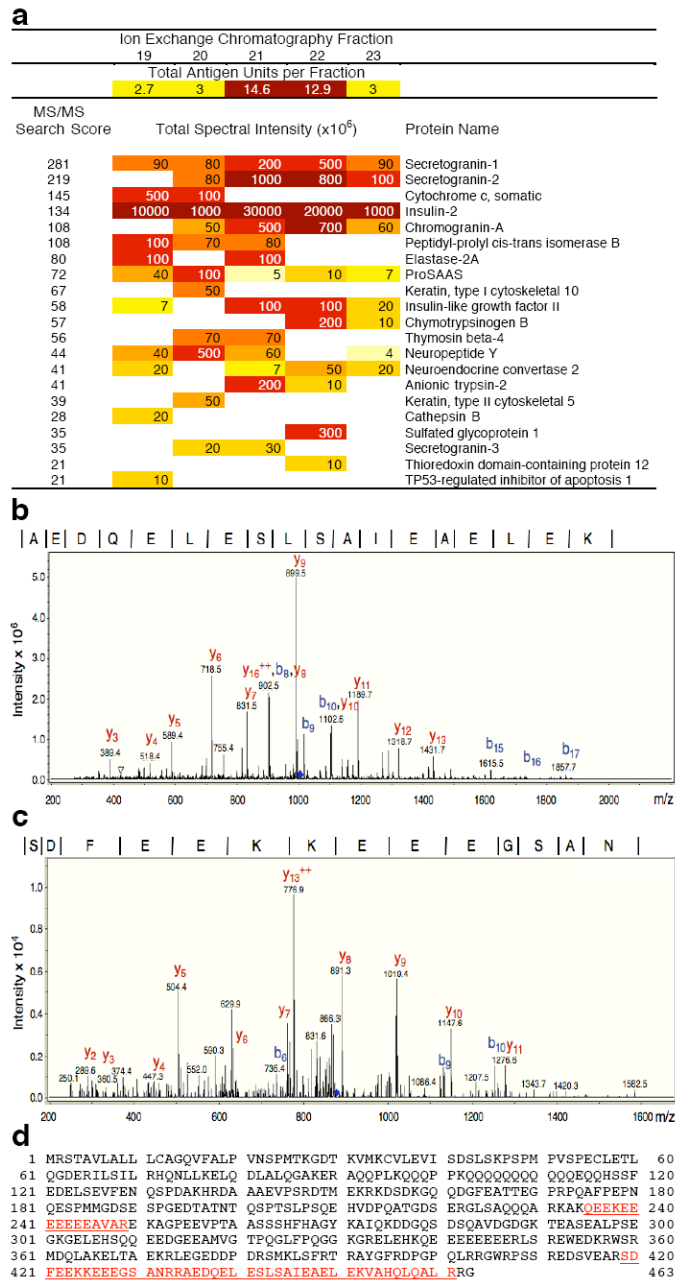 a
Ion Exchange Chromatography Fraction
19 20 21 22 23
Total Antigen Units per Fraction
2.7 3 14.6 12.9 3
MS/MS
Search Score Total Spectral Intensity (x10⁶) Protein Name
281 90 80 200 500 90 Secretogranin-1
219 80 1000 800 100 Secretogranin-2
145 500 100 Cytochrome c, somatic
134 10000 1000 30000 20000 1000 Insulin-2
108 50 500 700 60 Chromogranin-A
108 100 70 80 Peptidyl-prolyl cis-trans isomerase B
80 100 100 Elastase-2A
72 40 100 5 10 7 ProSAAS
67 50 Keratin, type I cytoskeletal 10
58 7 100 100 20 Insulin-like growth factor II
57 200 10 Chymotrypsinogen B
56 70 70 Thymosin beta-4
44 40 500 60 4 Neuropeptide Y
41 20 7 50 20 Neuroendocrine convertase 2
41 200 10 Anionic trypsin-2
39 50 Keratin, type II cytoskeletal 5
28 20 Cathepsin B
35 300 Sulfated glycoprotein 1
35 20 30 Secretogranin-3
21 10 Thioredoxin domain-containing protein 12
21 10 TP53-regulated inhibitor of apoptosis 1
b
| A | E | D | Q | E | L | E | S | L | S | A | I | E | A | E | L | E | K |
y₉
899.5
y₆
718.5
y₁₆⁺⁺, b₈, y₈
902.5
y₇
831.5
y₁₁
1189.7
b₁₀, y₁₀
1102.6
b₉
y₅
589.4
y₃
389.4
y₄
518.4
755.4
y₁₂
1318.7
y₁₃
1431.7
b₁₅
1615.5
b₁₆
b₁₇
1857.7
Intensity x 10⁶
5.0
3.0
2.0
1.0
0.0
200 400 600 800 1000 1200 1400 1600 1800 2000 m/z
c
| S | D | F | E | E | K | K | E | E | E | G | S | A | N |
y₁₃⁺⁺
776.9
y₈
891.3
y₉
1019.4
y₅
504.4
629.9
y₆
y₇
866.3
831.6
y₁₀
1147.6
y₂
289.6
y₃
360.5
y₄
447.3
590.3
b₆
736.4
250.1
374.4
552.0
b₉
1086.4
b₁₀
1207.5
y₁₁
1276.5
1343.7
1420.3
1582.5
Intensity x 10⁴
1.0
0.8
0.6
0.4
0.2
0.0
200 400 600 800 1000 1200 1400 1600 m/z
d
1 MRSTAVLALL LCAGQVFALP VNSPMTKGDT KVMKCVLEVI SDSLSKPSPM PVSPECLETL 60
61 QGDERILSIL RHQNLLKELQ DLALQGAKER AQQPLKQQQP PKQQQQQQQQ QQEQQHSSF 120
121 EDELSEVFEN QSPDAKHRDA AAEVPSRDTM EKRKDSDKGQ QDGFEATTEG PRPQAFPEPN 180
181 QESPMMGDSE SPGEDTATNT QSPTSLPSQE HVDPQATGDS ERGLSAQQQA RKAKQEEKEE 240
241 EEEEEAVARE KAGPEEVPTA ASSSHFHAGY KAIQKDDGQS DSQAVDGDGK TEASEALPSE 300
301 GKGELEHSQQ EEDGEEAMVG TPQGLFPQGG KGRELEHKQE EEEEEEERLS REWEDKRWSK 360
361 MDQLAKELTA EKRLEGEDDP DRSMKLSFRT RAYGFRDPGP QLRRGWRPSS REDSVEARSD 420
421 FEEKKEEEGS ANRRAEDQEL ESLSAIEAEL EKVAHQLQAL RRG 463